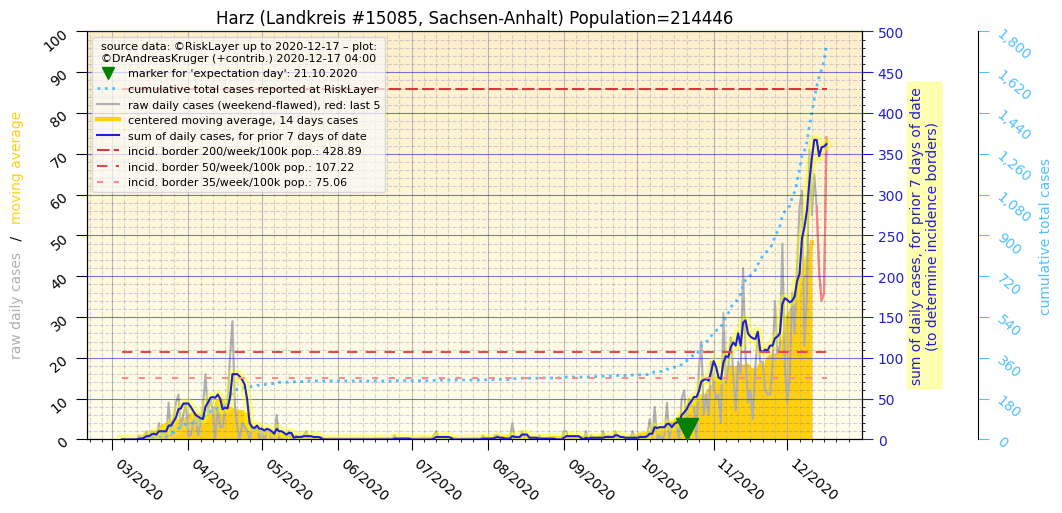 Harz (Landkreis #15085, Sachsen-Anhalt) Population=214446
source data: ©RiskLayer up to 2020-12-17 – plot:
©DrAndreasKruger (+contrib.) 2020-12-17 04:00
marker for 'expectation day': 21.10.2020
cumulative total cases reported at RiskLayer
raw daily cases (weekend-flawed), red: last 5
centered moving average, 14 days cases
sum of daily cases, for prior 7 days of date
incid. border 200/week/100k pop.: 428.89
incid. border 50/week/100k pop.: 107.22
incid. border 35/week/100k pop.: 75.06
raw daily cases / moving average
100
90
80
70
60
50
40
30
20
10
0
03/2020
04/2020
05/2020
06/2020
07/2020
08/2020
09/2020
10/2020
11/2020
12/2020
500
450
400
350
300
250
200
150
100
50
0
sum of daily cases, for prior 7 days of date
(to determine incidence borders)
1,800
1,620
1,440
1,260
1,080
900
720
540
360
180
0
cumulative total cases